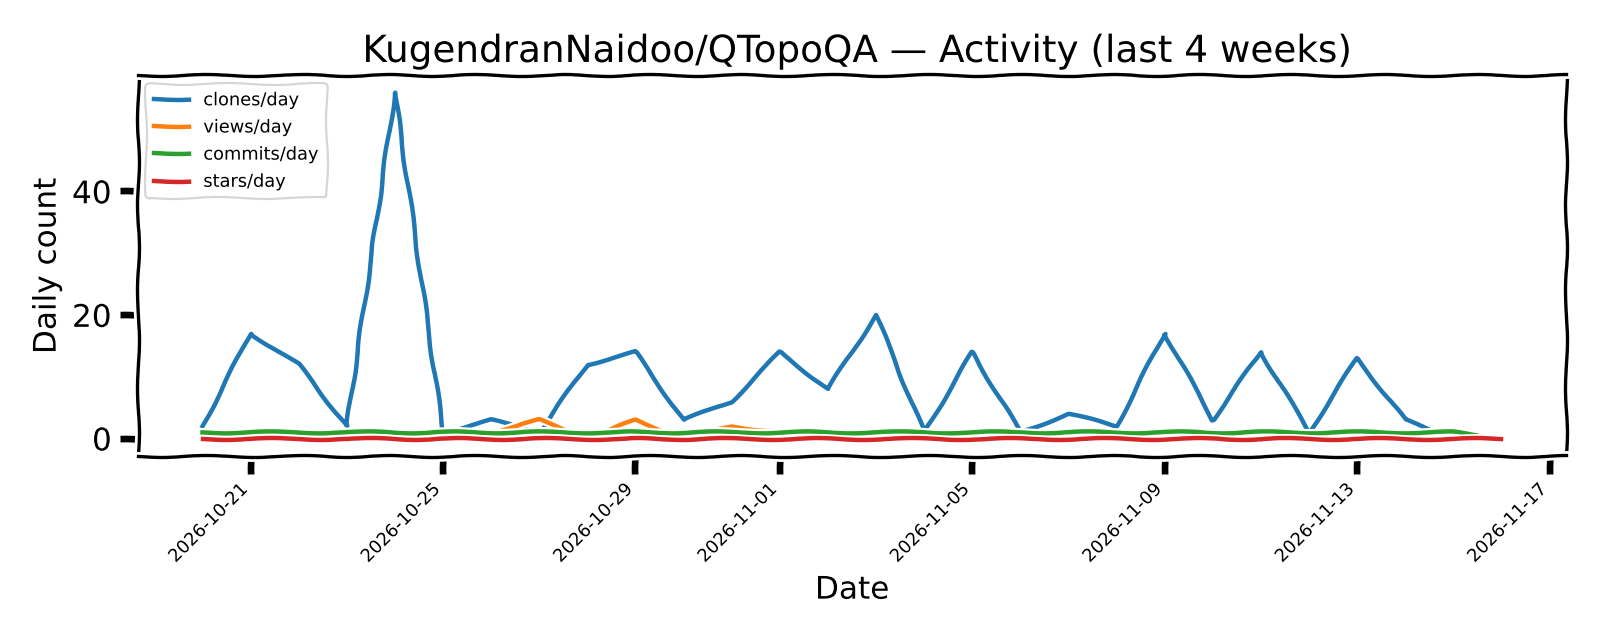 KugendranNaidoo/QTopoQA — Activity (last 4 weeks)
clones/day
views/day
commits/day
stars/day
Daily count
40
20
0
2026-10-21
2026-10-25
2026-10-29
2026-11-01
2026-11-05
2026-11-09
2026-11-13
2026-11-17
Date